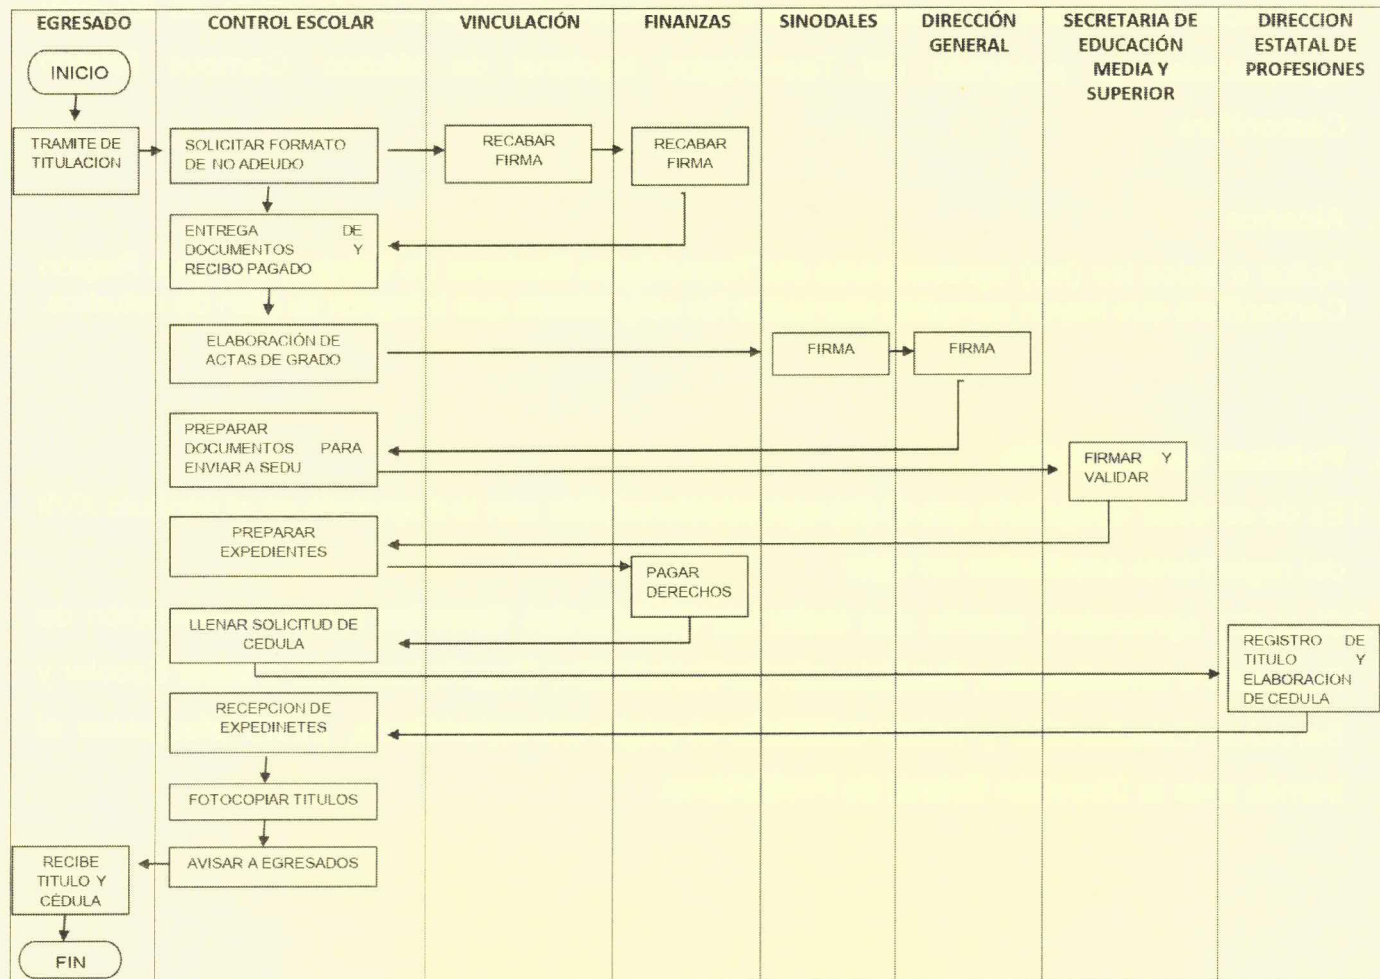 EGRESADO
CONTROL ESCOLAR
VINCULACIÓN
FINANZAS
SINODALES
DIRECCIÓN
GENERAL
SECRETARIA DE
EDUCACIÓN
MEDIA Y
SUPERIOR
DIRECCION
ESTATAL DE
PROFESIONES
INICIO
TRAMITE DE
TITULACION
SOLICITAR FORMATO
DE NO ADEUDO
RECABAR
FIRMA
RECABAR
FIRMA
ENTREGA DE
DOCUMENTOS Y
RECIBO PAGADO
ELABORACIÓN DE
ACTAS DE GRADO
FIRMA
FIRMA
PREPARAR
DOCUMENTOS PARA
ENVIAR A SEDU
FIRMAR Y
VALIDAR
PREPARAR
EXPEDIENTES
PAGAR
DERECHOS
LLENAR SOLICITUD DE
CEDULA
REGISTRO DE
TITULO Y
ELABORACION
DE CEDULA
RECEPCION DE
EXPEDINETES
FOTOCOPIAR TITULOS
AVISAR A EGRESADOS
RECIBE
TITULO Y
CÉDULA
FIN